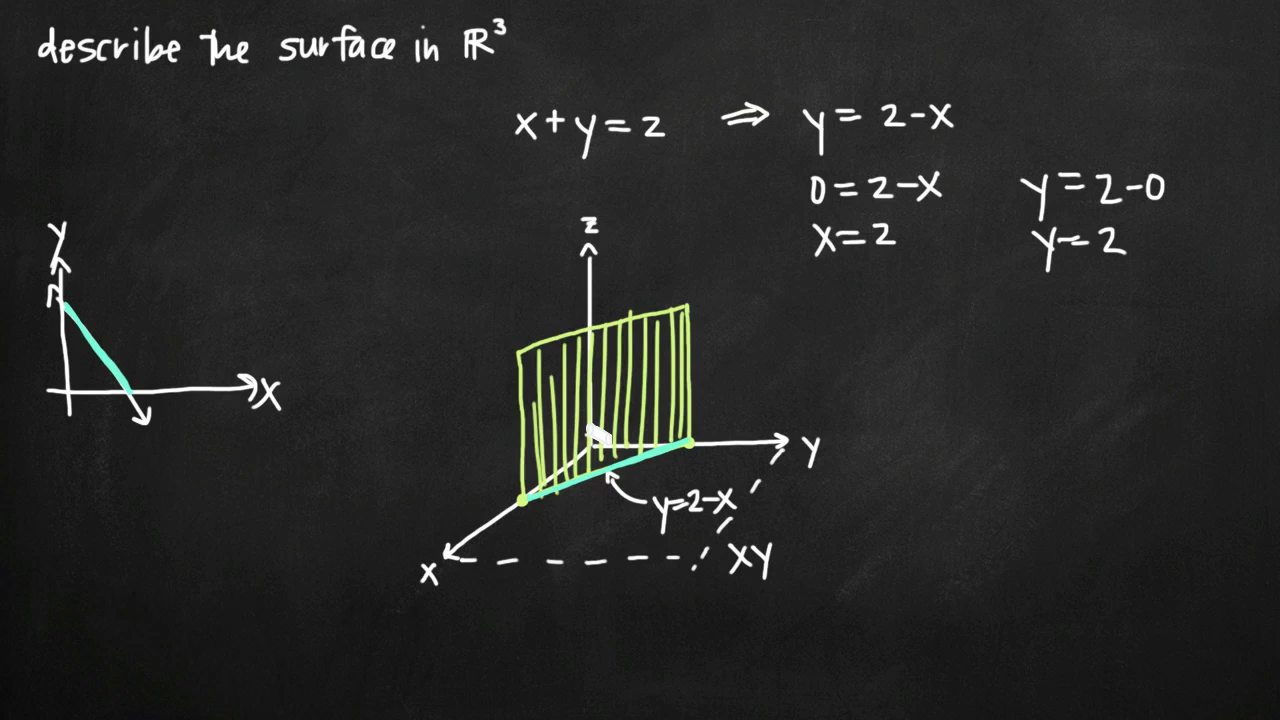 describe the surface in ℝ³
x+y=2 ⇒ y=2-x
0=2-x y=2-0
x=2 y=2
y
x
z
y
y=2-x
x
XY